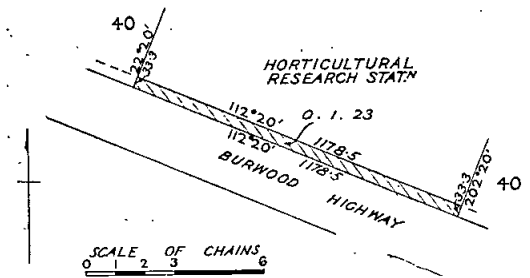 40
22°20'
33·3
HORTICULTURAL
RESEARCH STATN
112°20'
0. 1. 23
1178·5
112°20'
1178·5
BURWOOD HIGHWAY
33·3
202°20'
40
SCALE OF CHAINS
0 1 2 3 6